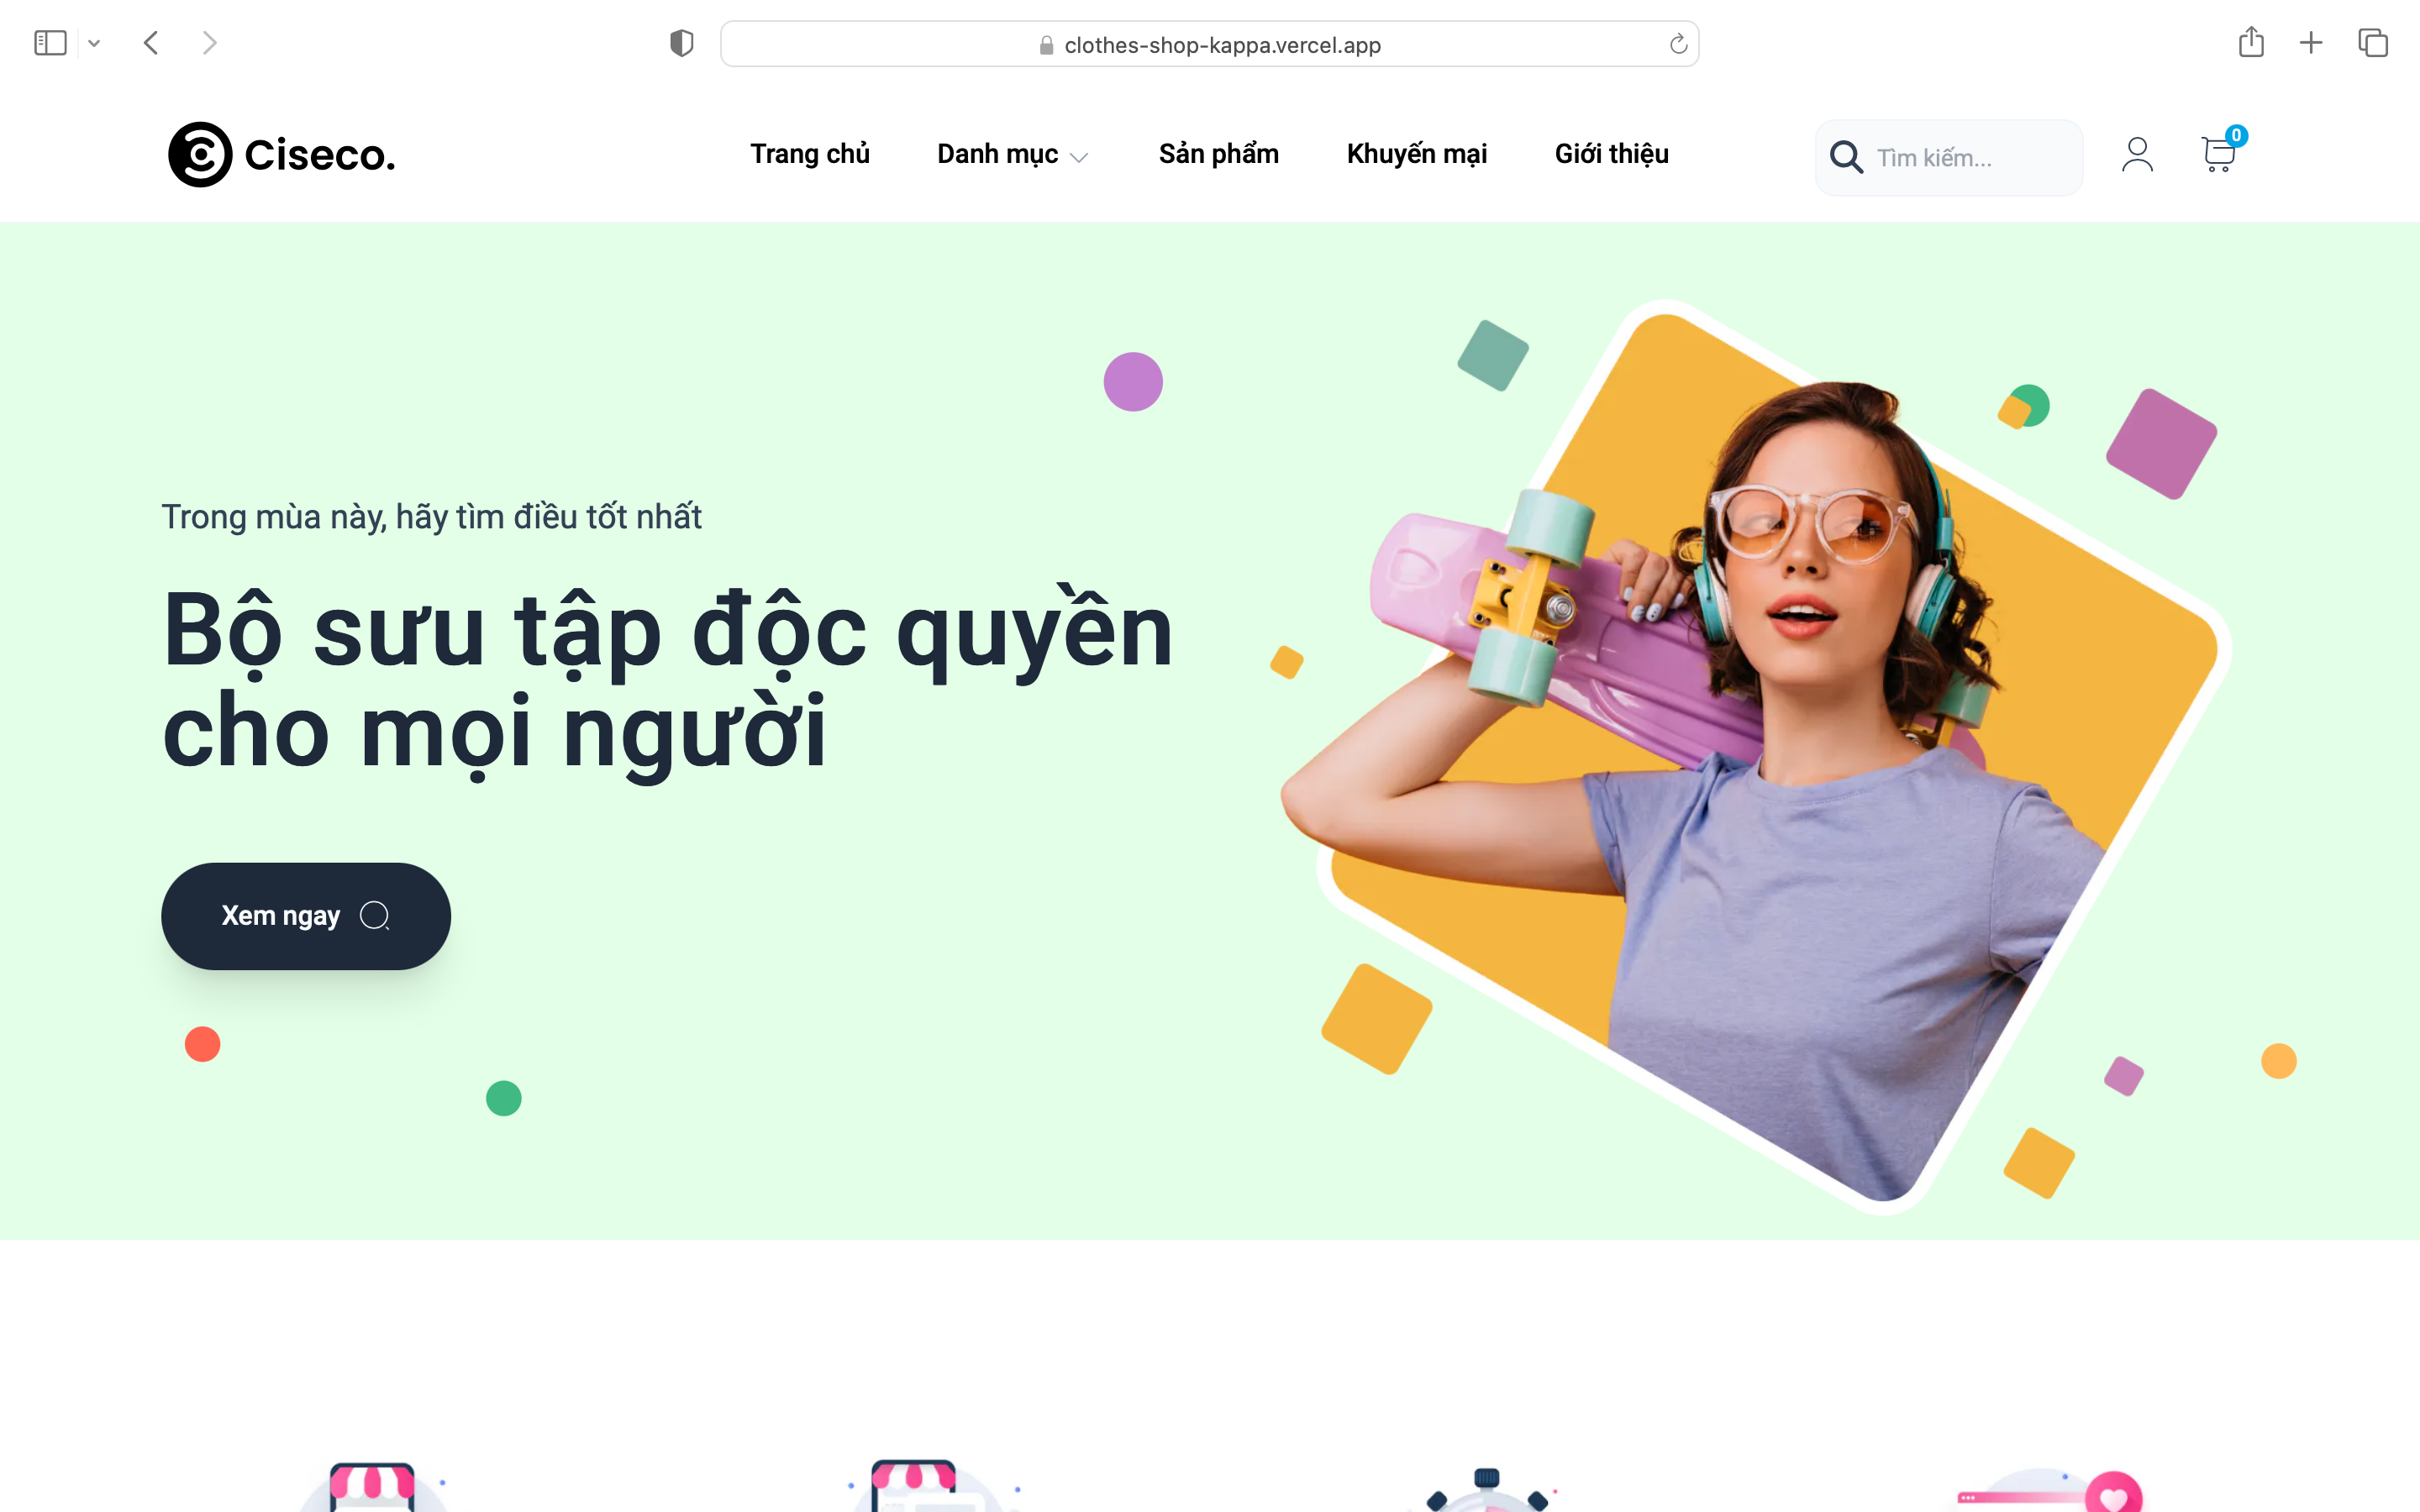 clothes-shop-kappa.vercel.app
Ciseco.
Trang chủ
Danh mục
Sản phẩm
Khuyến mại
Giới thiệu
Tìm kiếm...
0
Trong mùa này, hãy tìm điều tốt nhất
Bộ sưu tập độc quyền
cho mọi người
Xem ngay